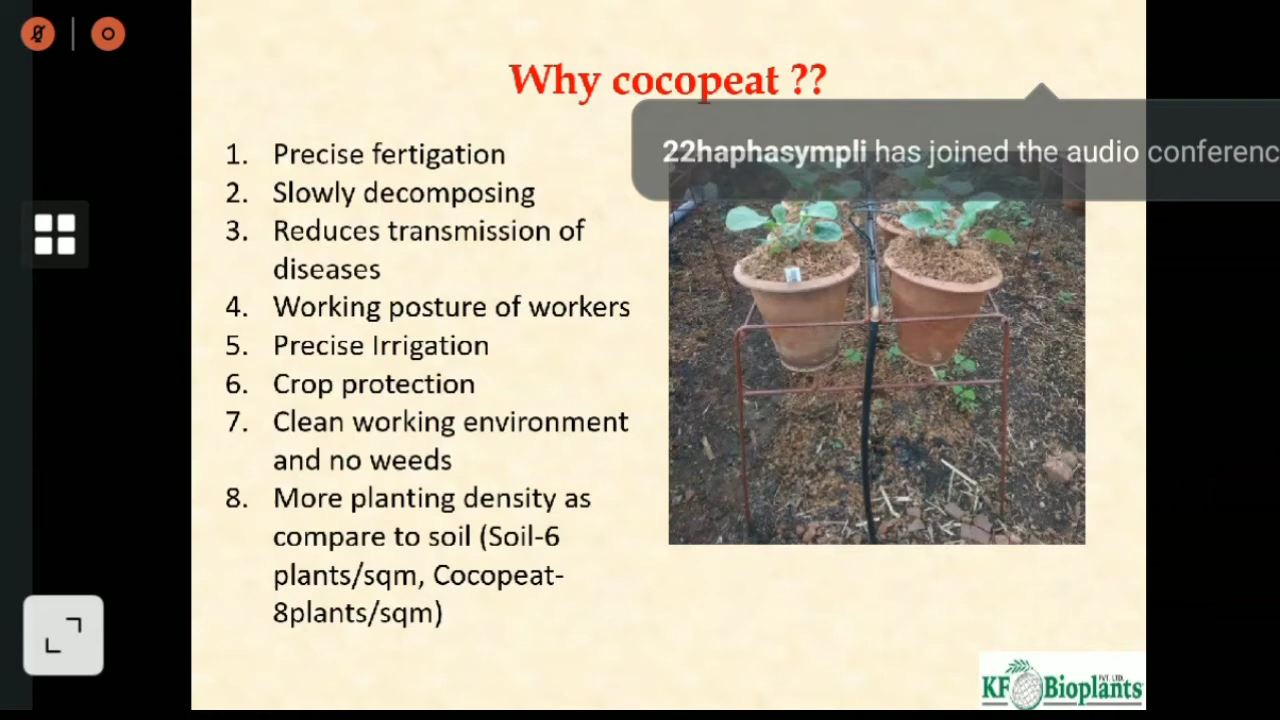 Why cocopeat ??
22haphasympli has joined the audio conferenc
1. Precise fertigation
2. Slowly decomposing
3. Reduces transmission of
diseases
4. Working posture of workers
5. Precise Irrigation
6. Crop protection
7. Clean working environment
and no weeds
8. More planting density as
compare to soil (Soil-6
plants/sqm, Cocopeat-
8plants/sqm)
KF Bioplants PVT. LTD.